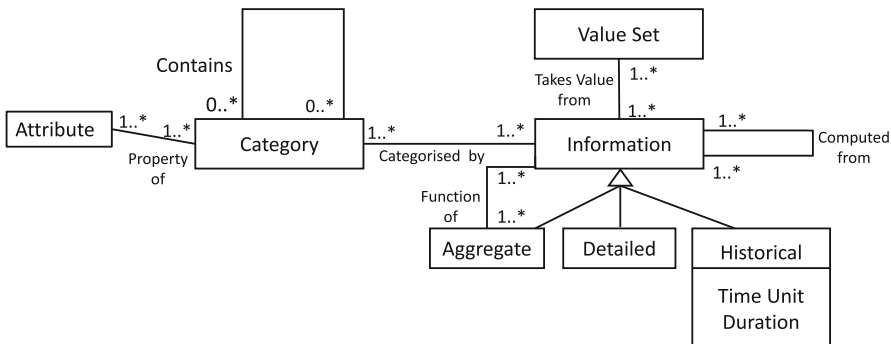 Value Set
Contains
1..*
Takes Value
from
0..*
0..*
1..*
Attribute
1..*
1..*
Category
1..*
1..*
Information
1..*
Computed
from
Property
of
Categorised by
1..*
1..*
Function
of
1..*
Aggregate
Detailed
Historical
Time Unit
Duration